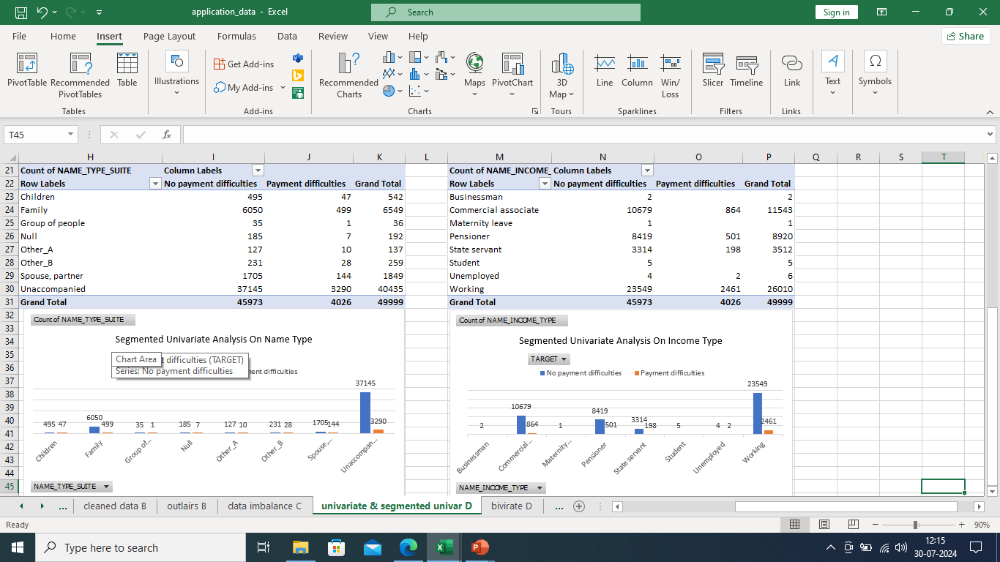 application_data - Excel
Search
Sign in
File Home Insert Page Layout Formulas Data Review View Help
Share
PivotTable Recommended PivotTables Table
Illustrations
Get Add-ins
My Add-ins
Recommended Charts
Maps PivotChart
3D Map
Line Column Win/ Loss
Slicer Timeline
Link
Text
Symbols
Tables Add-ins Charts Tours Sparklines Filters Links
T45
fx
H I J K L M N O P Q R S T
21 Count of NAME_TYPE_SUITE Column Labels Count of NAME_INCOME_ Column Labels
22 Row Labels No payment difficulties Payment difficulties Grand Total Row Labels No payment difficulties Payment difficulties Grand Total
23 Children 495 47 542 Businessman 2 2
24 Family 6050 499 6549 Commercial associate 10679 864 11543
25 Group of people 35 1 36 Maternity leave 1 1
26 Null 185 7 192 Pensioner 8419 501 8920
27 Other_A 127 10 137 State servant 3314 198 3512
28 Other_B 231 28 259 Student 5 5
29 Spouse, partner 1705 144 1849 Unemployed 4 2 6
30 Unaccompanied 37145 3290 40435 Working 23549 2461 26010
31 Grand Total 45973 4026 49999 Grand Total 45973 4026 49999
32
33
34
35
36
37
38
39
40
41
42
43
44
45
Count of NAME_TYPE_SUITE
Segmented Univariate Analysis On Name Type
Chart Area
t difficulties (TARGET)
Series: No payment difficulties
ent difficulties
37145
6050
495 47 499 35 1 185 7 127 10 231 28 1705 144 3290
Children Family Group of... Null Other_A Other_B Spouse,... Unaccompan...
NAME_TYPE_SUITE
Count of NAME_INCOME_TYPE
Segmented Univariate Analysis On Income Type
TARGET
No payment difficulties Payment difficulties
23549
10679
8419
2 864 1 501 3314 198 5 4 2 2461
Businessman Commercial... Maternity... Pensioner State servant Student Unemployed Working
NAME_INCOME_TYPE
... cleaned data B outlairs B data imbalance C univariate & segmented univar D bivirate D ...
Ready
90%
Type here to search
12:15
30-07-2024